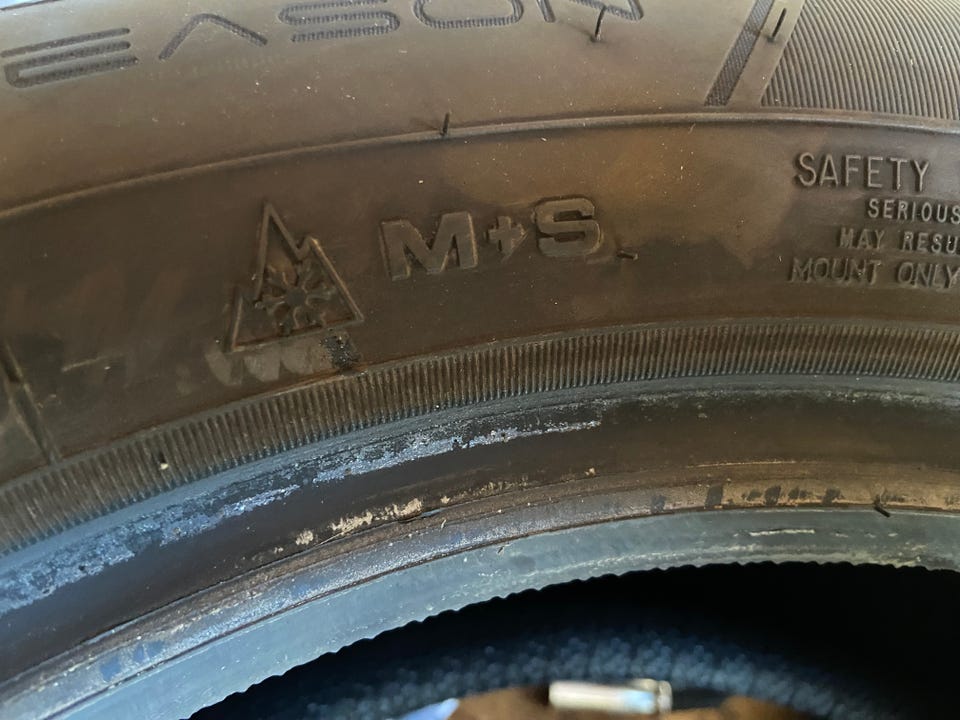 EASON
M+S
SAFETY
SERIOUS
MAY RESU
MOUNT ONLY